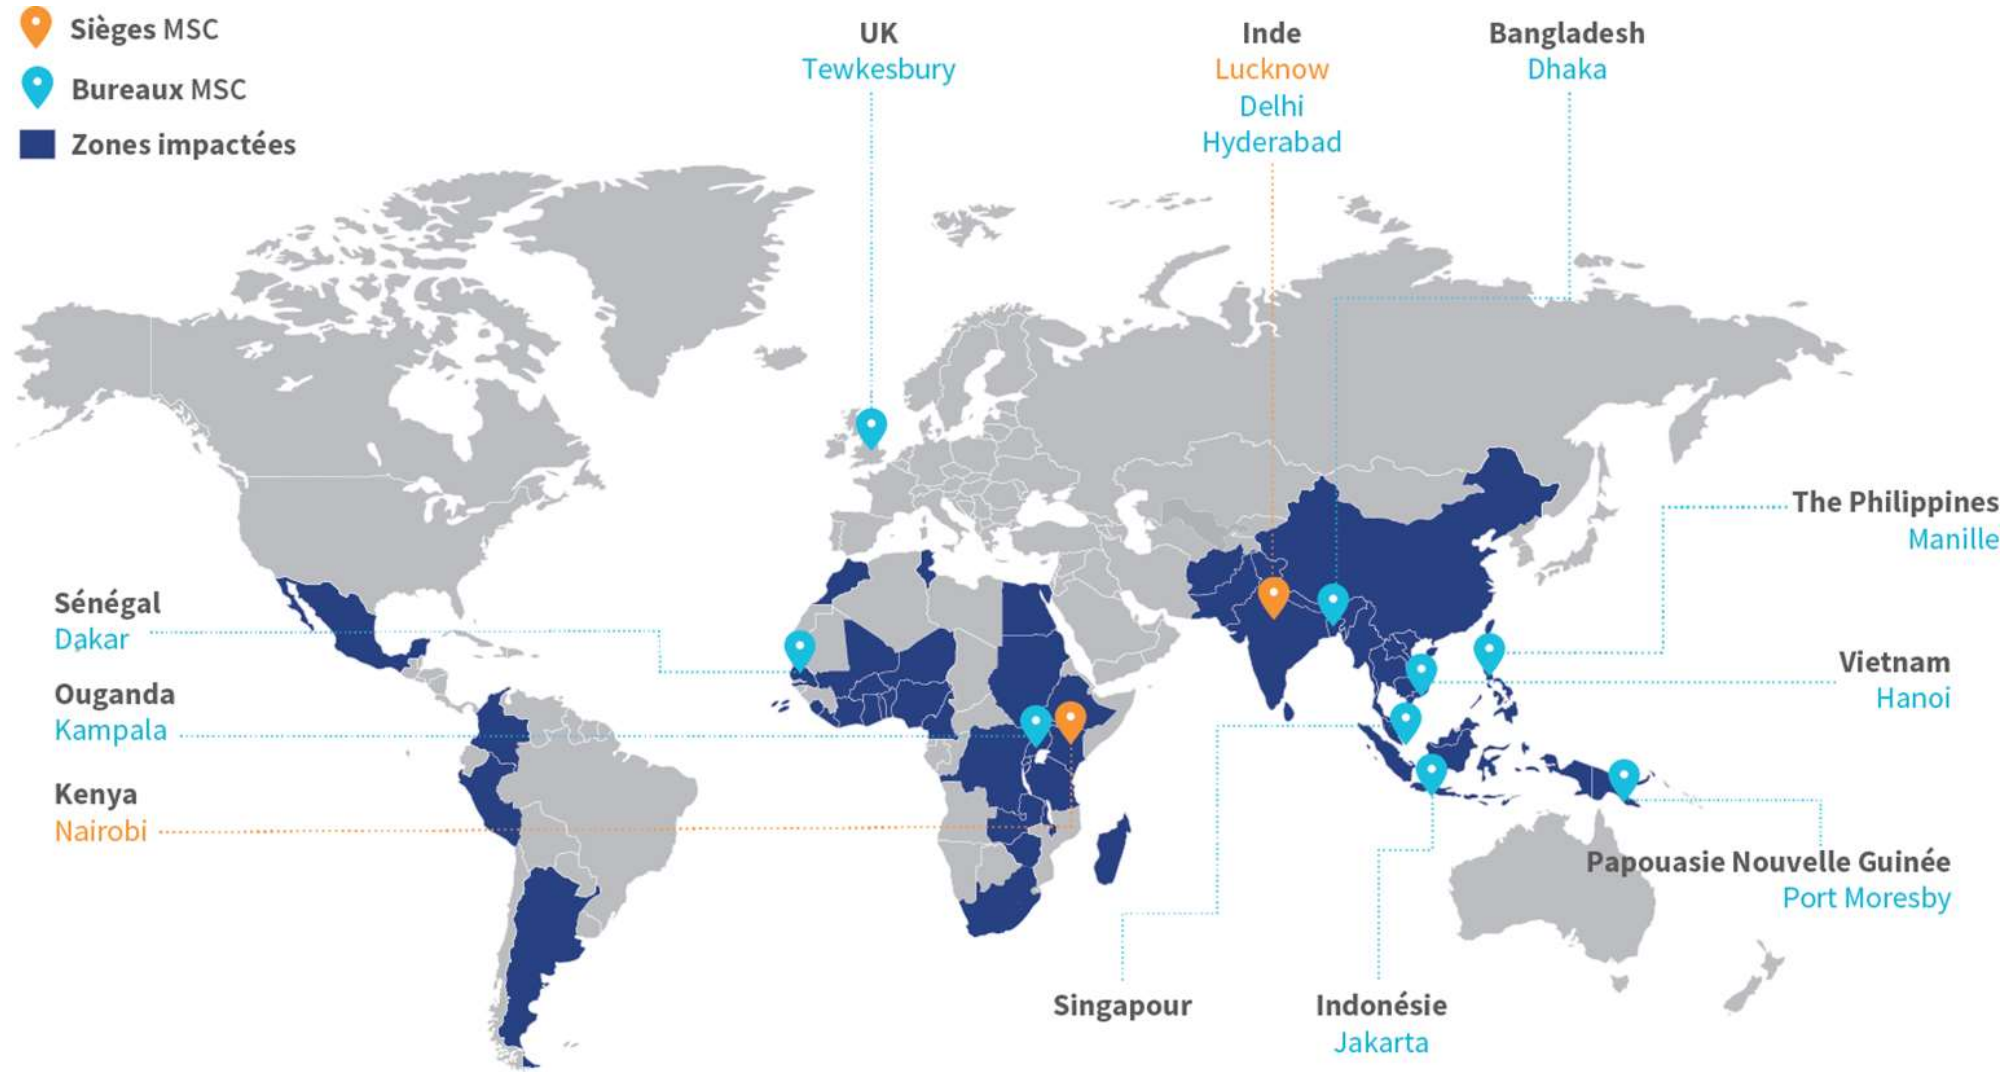 Sièges MSC
Bureaux MSC
Zones impactées
UK
Tewkesbury
Inde
Lucknow
Delhi
Hyderabad
Bangladesh
Dhaka
The Philippines
Manille
Sénégal
Dakar
Vietnam
Hanoi
Ouganda
Kampala
Kenya
Nairobi
Papouasie Nouvelle Guinée
Port Moresby
Singapour
Indonésie
Jakarta